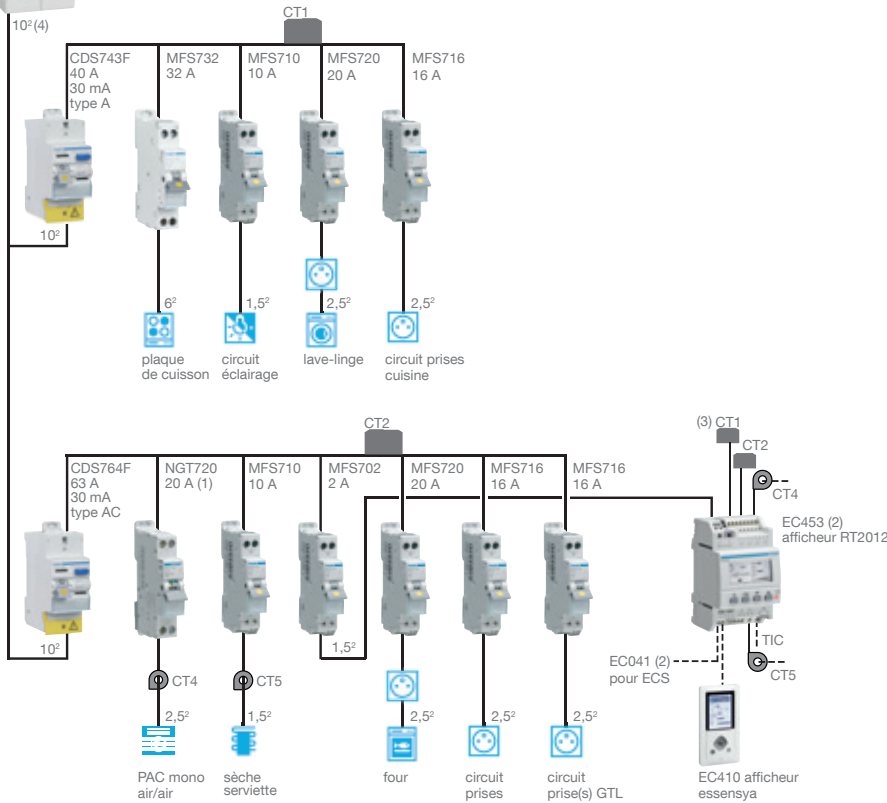 10² (4)
CT1
CDS743F
40 A
30 mA
type A
MFS732
32 A
MFS710
10 A
MFS720
20 A
MFS716
16 A
10²
6²
1,5²
2,5²
2,5²
plaque
de cuisson
circuit
éclairage
lave-linge
circuit prises
cuisine
CT2
(3) CT1
CT2
CT4
CDS764F
63 A
30 mA
type AC
NGT720
20 A (1)
MFS710
10 A
MFS702
2 A
MFS720
20 A
MFS716
16 A
MFS716
16 A
EC453 (2)
afficheur RT2012
10²
1,5²
TIC
EC041 (2)
pour ECS
CT5
CT4
CT5
2,5²
1,5²
2,5²
2,5²
2,5²
PAC mono
air/air
sèche
serviette
four
circuit
prises
circuit
prise(s) GTL
EC410 afficheur
essensya